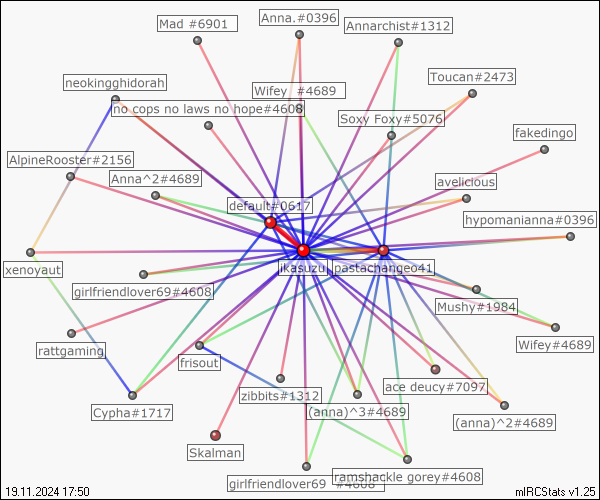 Mad #6901
Anna.#0396
Annarchist#1312
neokingghidorah
Wifey #4689
Toucan#2473
no cops no laws no hope#4608
Soxy Foxy#5076
fakedingo
AlpineRooster#2156
Anna^2#4689
avelicious
default#0617
hypomanianna#0396
xenoyaut
ikasuzu
pastachangeo41
girlfriendlover69#4608
Mushy#1984
rattgaming
frisout
Wifey#4689
zibbits#1312
ace deucy#7097
Cypha#1717
(anna)^3#4689
(anna)^2#4689
Skalman
girlfriendlover69 #4608
ramshackle gorey#4608
19.11.2024 17:50
mIRCStats v1.25